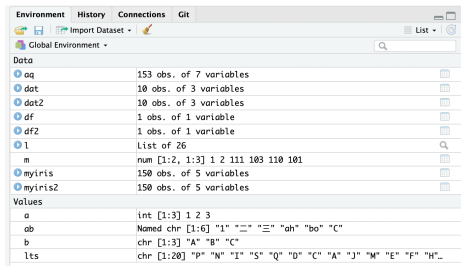 Environment History Connections Git
Import Dataset List
Global Environment
Data
aq 153 obs. of 7 variables
dat 10 obs. of 3 variables
dat2 10 obs. of 3 variables
df 1 obs. of 1 variable
df2 1 obs. of 1 variable
l List of 26
m num [1:2, 1:3] 1 2 111 103 110 101
myiris 150 obs. of 5 variables
myiris2 150 obs. of 5 variables
Values
a int [1:3] 1 2 3
ab Named chr [1:6] "1" "二" "三" "ah" "bo" "C"
b chr [1:3] "A" "B" "C"
lts chr [1:20] "P" "N" "I" "S" "Q" "D" "C" "A" "J" "M" "E" "F" "H"…